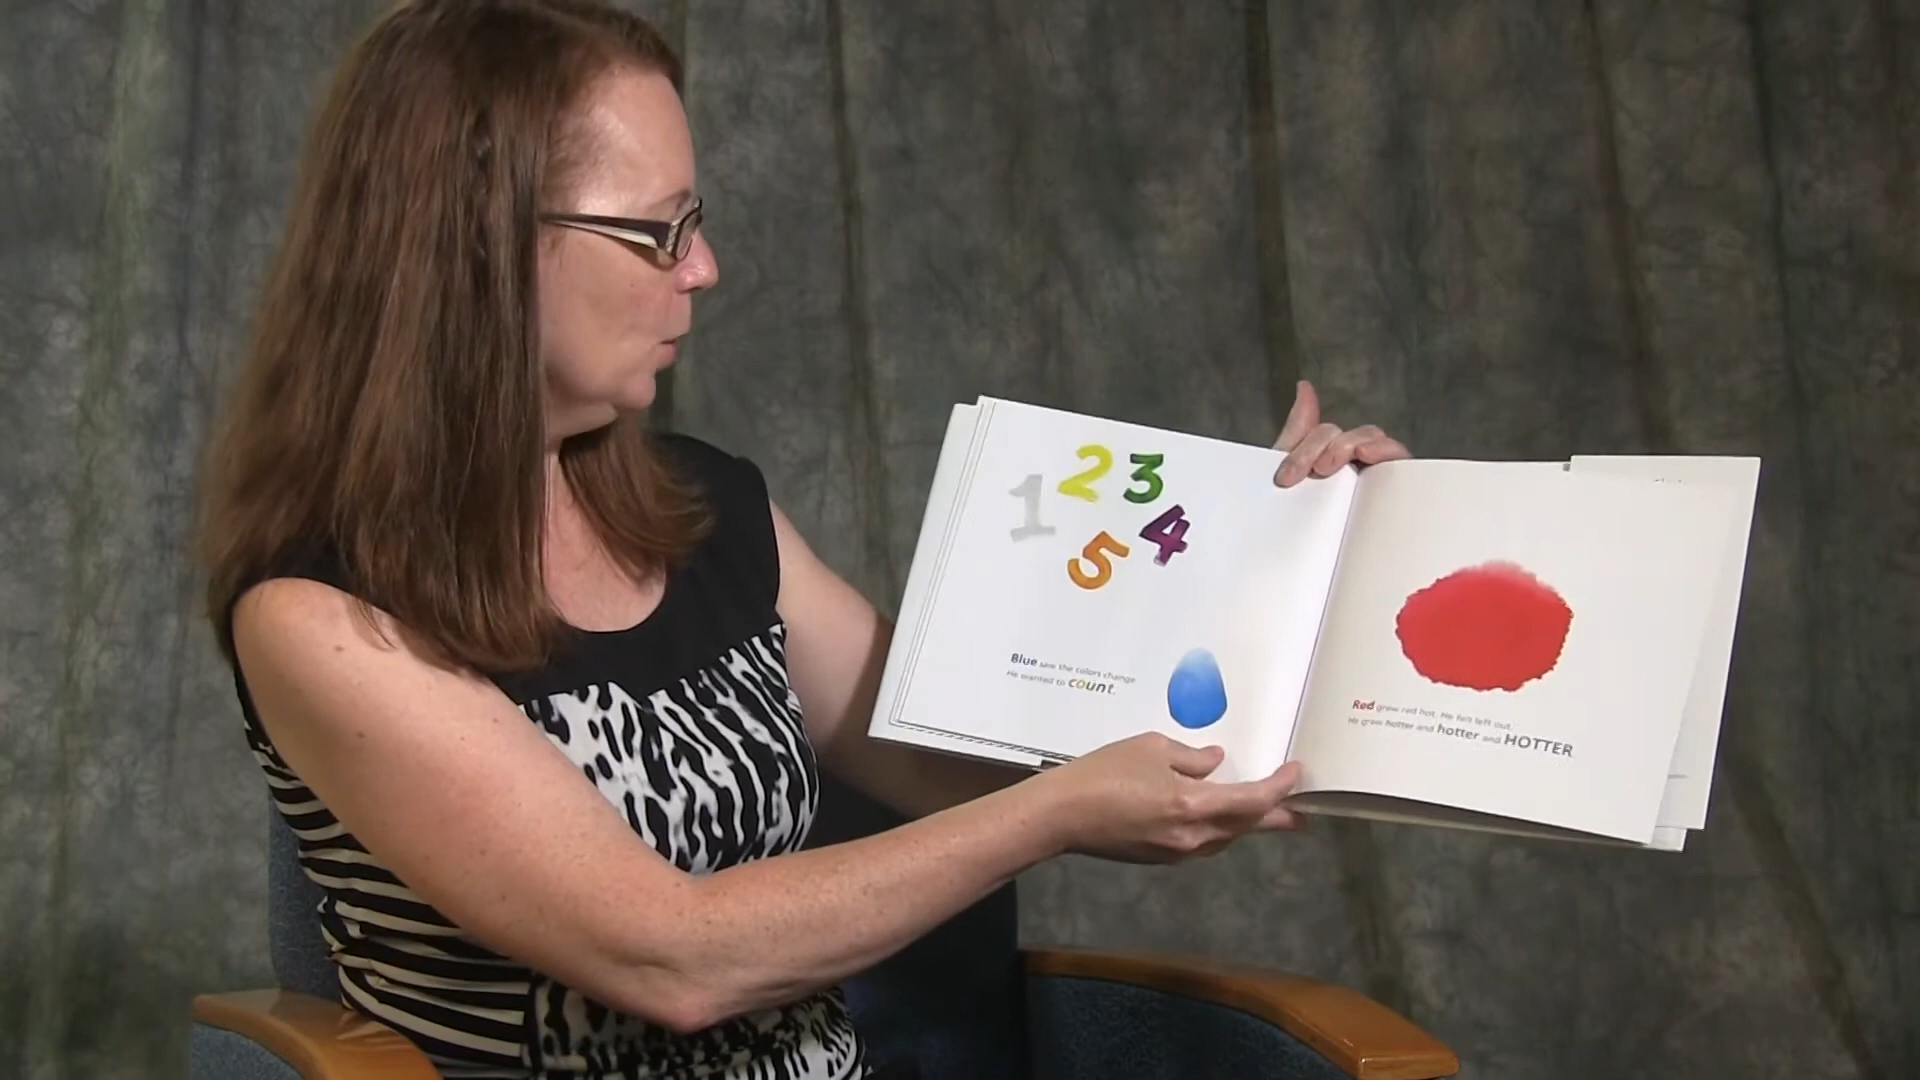 1 2 3
4
5
Blue saw the colors change.
He wanted to count.
Red grew red hot. He felt left out.
He grew hotter and hotter and HOTTER